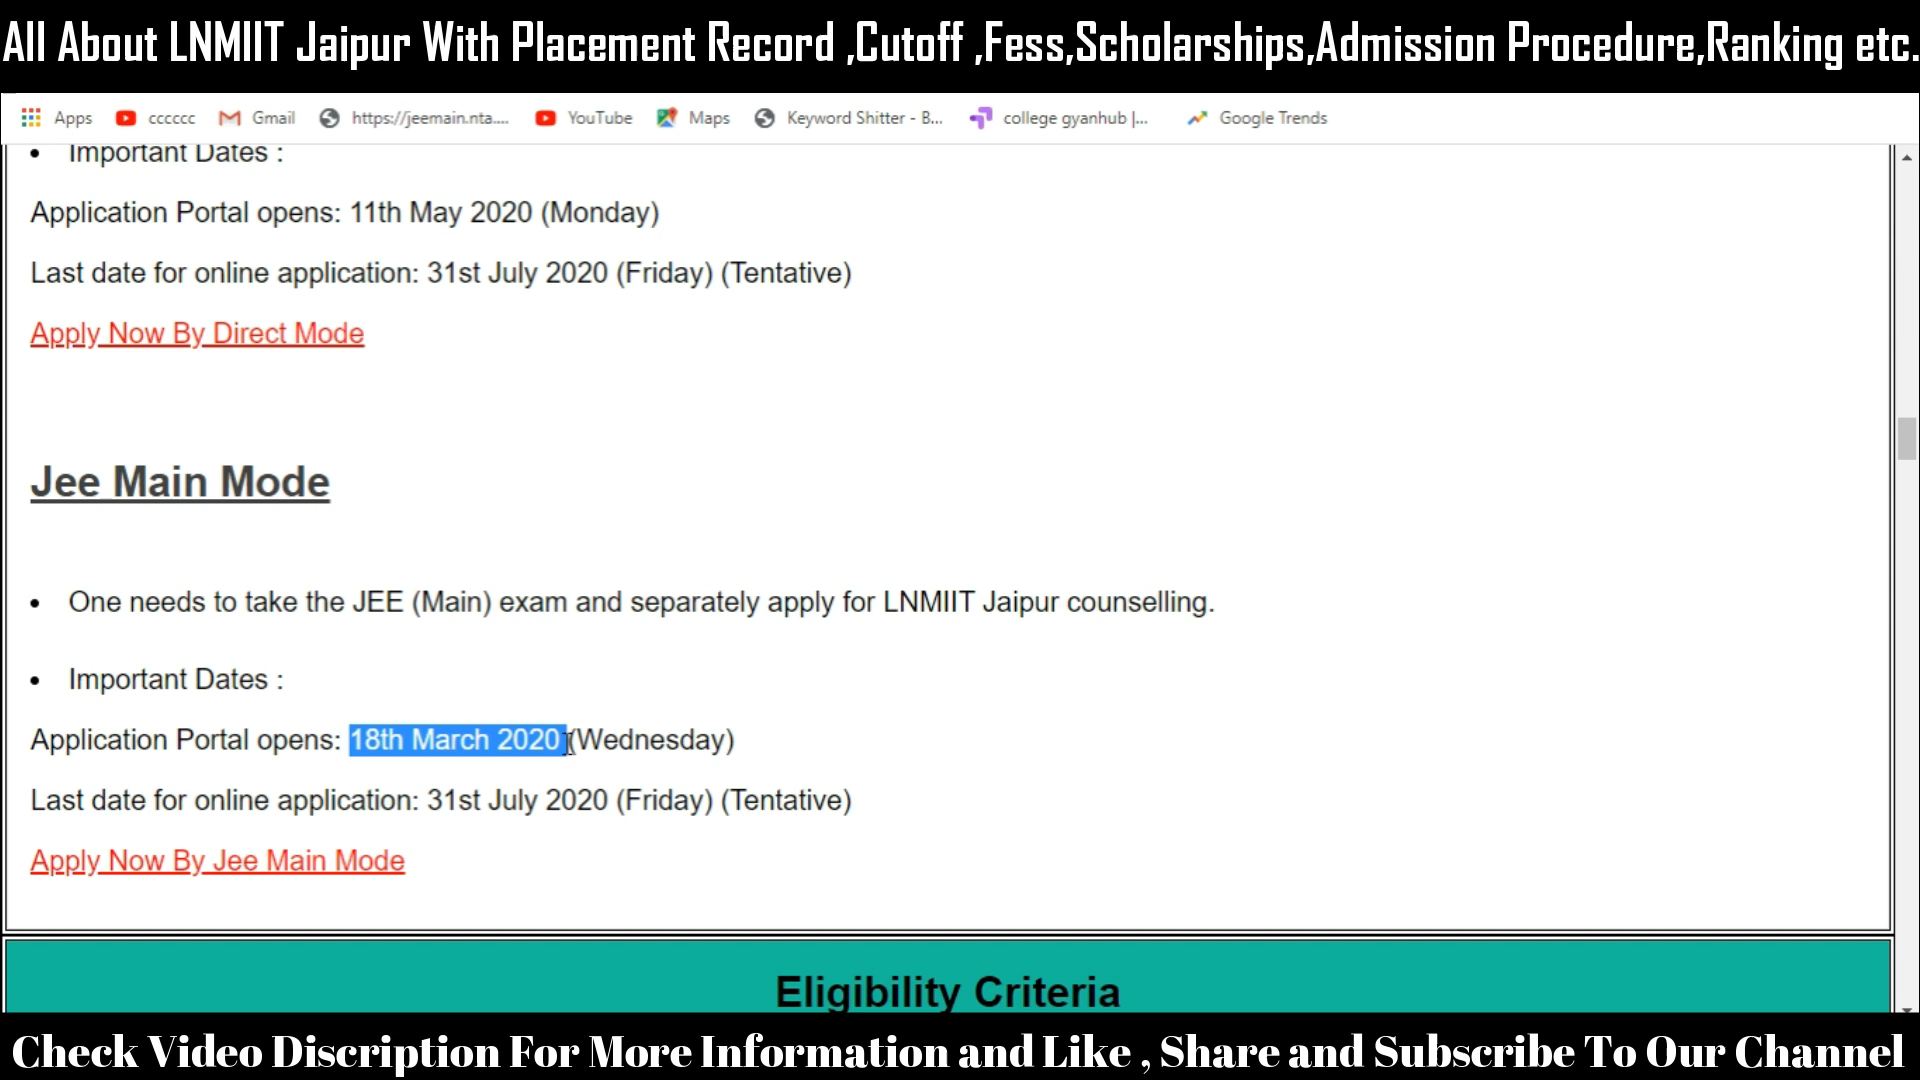 All About LNMIIT Jaipur With Placement Record ,Cutoff ,Fess,Scholarships,Admission Procedure,Ranking etc.
Apps cccccc Gmail https://jeemain.nta.... YouTube Maps Keyword Shitter - B... college gyanhub |... Google Trends
• Important Dates :
Application Portal opens: 11th May 2020 (Monday)
Last date for online application: 31st July 2020 (Friday) (Tentative)
Apply Now By Direct Mode
Jee Main Mode
• One needs to take the JEE (Main) exam and separately apply for LNMIIT Jaipur counselling.
• Important Dates :
Application Portal opens: 18th March 2020 (Wednesday)
Last date for online application: 31st July 2020 (Friday) (Tentative)
Apply Now By Jee Main Mode
Eligibility Criteria
Check Video Discription For More Information and Like , Share and Subscribe To Our Channel